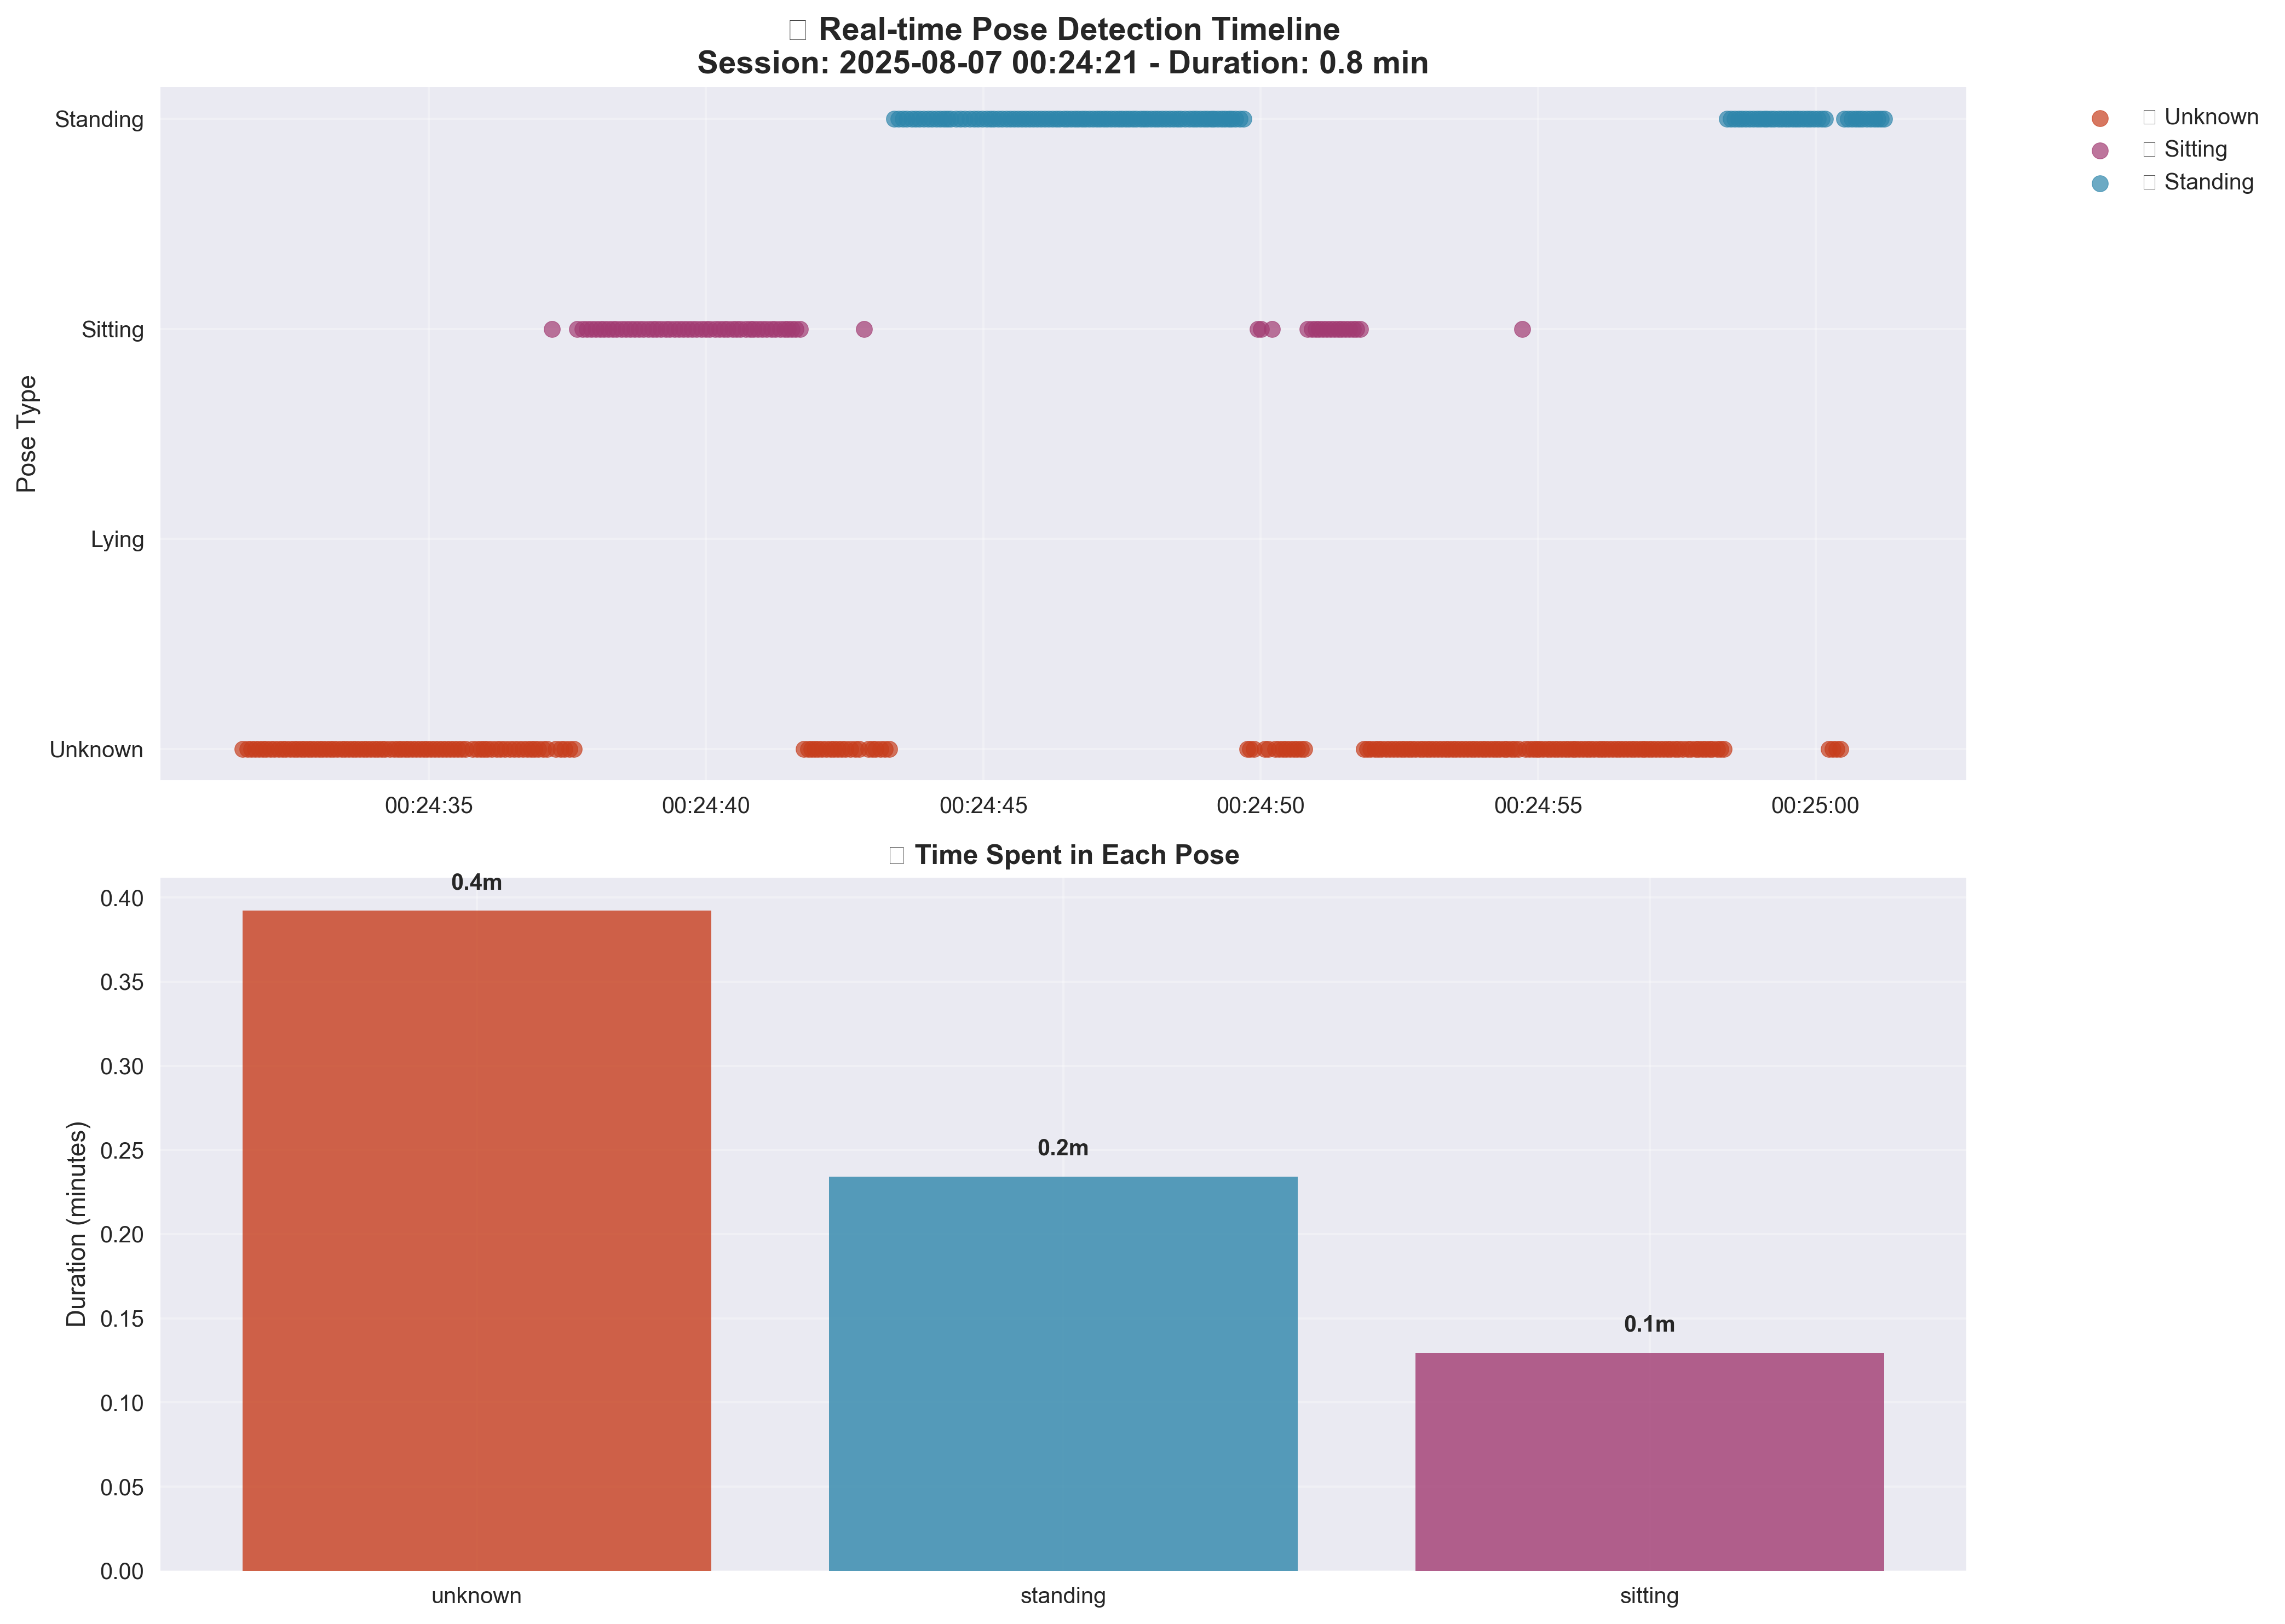 Real-time Pose Detection Timeline
Session: 2025-08-07 00:24:21 - Duration: 0.8 min
Standing
Sitting
Lying
Unknown
Pose Type
00:24:35 00:24:40 00:24:45 00:24:50 00:24:55 00:25:00
Unknown
Sitting
Standing
Time Spent in Each Pose
0.40
0.35
0.30
0.25
0.20
0.15
0.10
0.05
0.00
Duration (minutes)
0.4m
0.2m
0.1m
unknown standing sitting